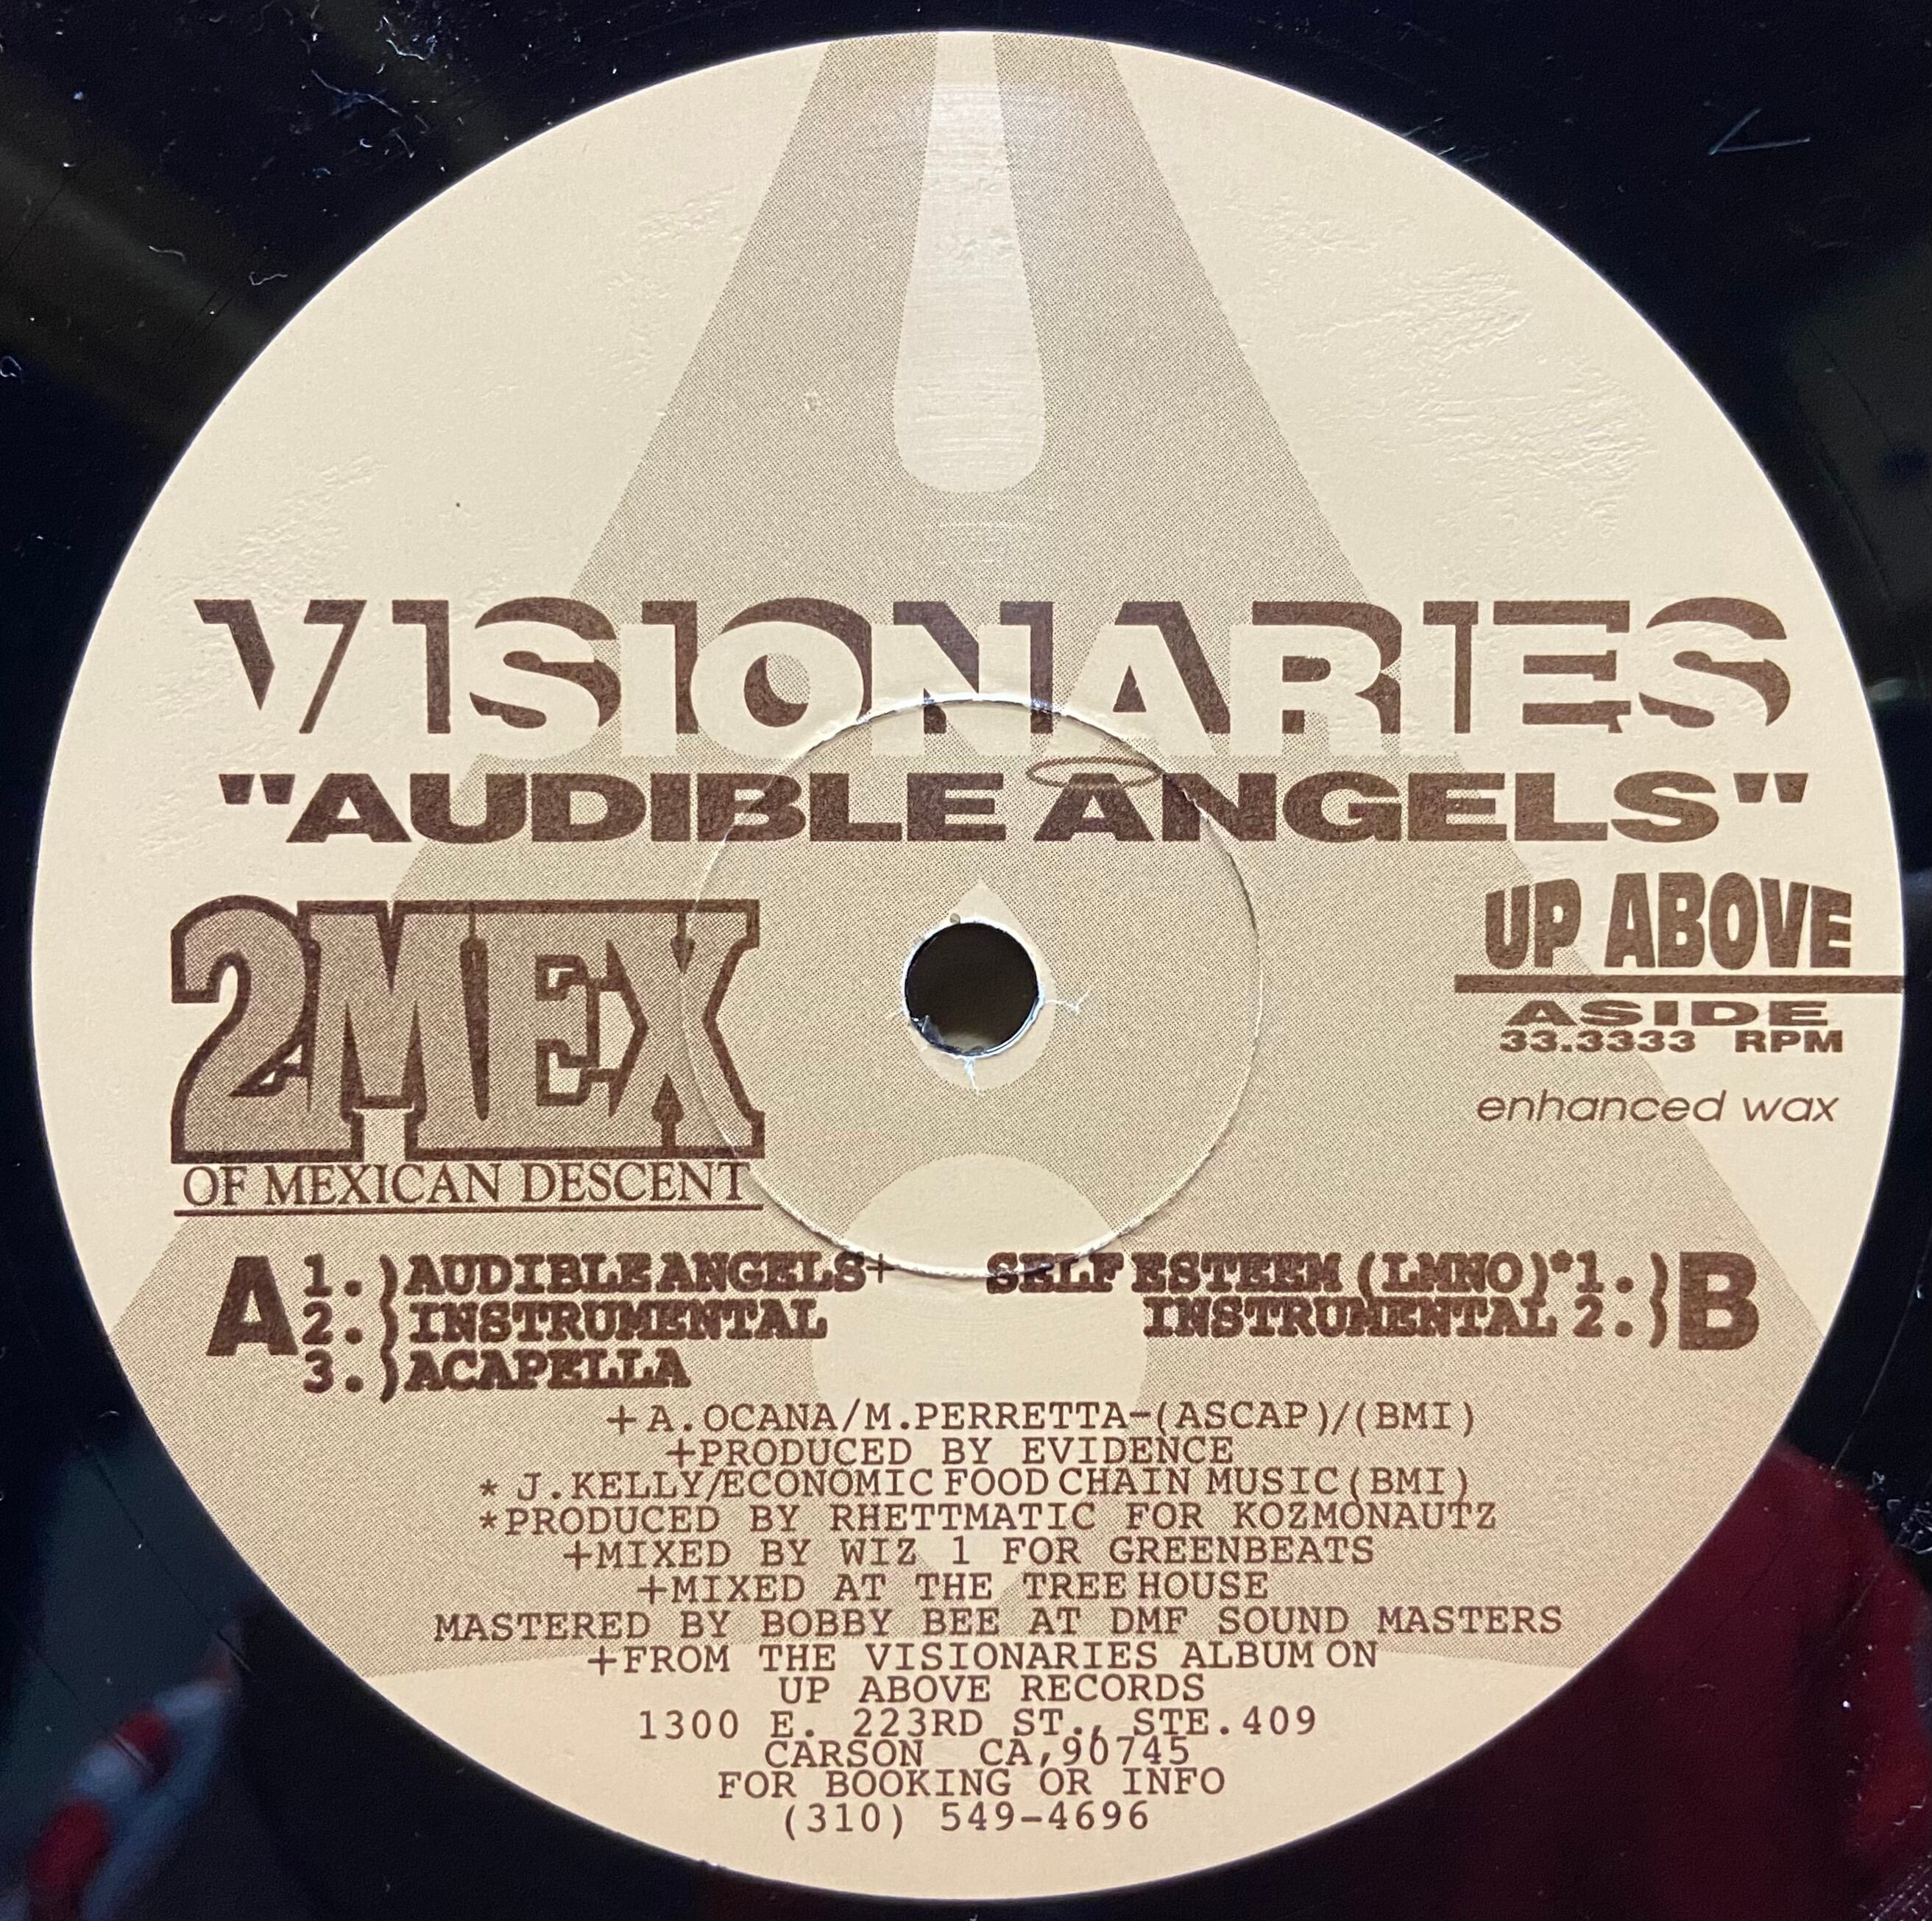 VISIONARIES
"AUDIBLE ANGELS"
2MEX
OF MEXICAN DESCENT
UP ABOVE
ASIDE
33.3333 RPM
enhanced wax
A 1.) AUDIBLE ANGELS+
2.) INSTRUMENTAL
3.) ACAPELLA
SELF ESTEEM (LMNO)*1.) B
INSTRUMENTAL 2.)
+A.OCANA/M.PERRETTA-(ASCAP)/(BMI)
+PRODUCED BY EVIDENCE
* J.KELLY/ECONOMIC FOOD CHAIN MUSIC(BMI)
*PRODUCED BY RHETTMATIC FOR KOZMONAUTZ
+MIXED BY WIZ 1 FOR GREENBEATS
+MIXED AT THE TREEHOUSE
MASTERED BY BOBBY BEE AT DMF SOUND MASTERS
+FROM THE VISIONARIES ALBUM ON
UP ABOVE RECORDS
1300 E. 223RD ST., STE.409
CARSON CA,90745
FOR BOOKING OR INFO
(310) 549-4696